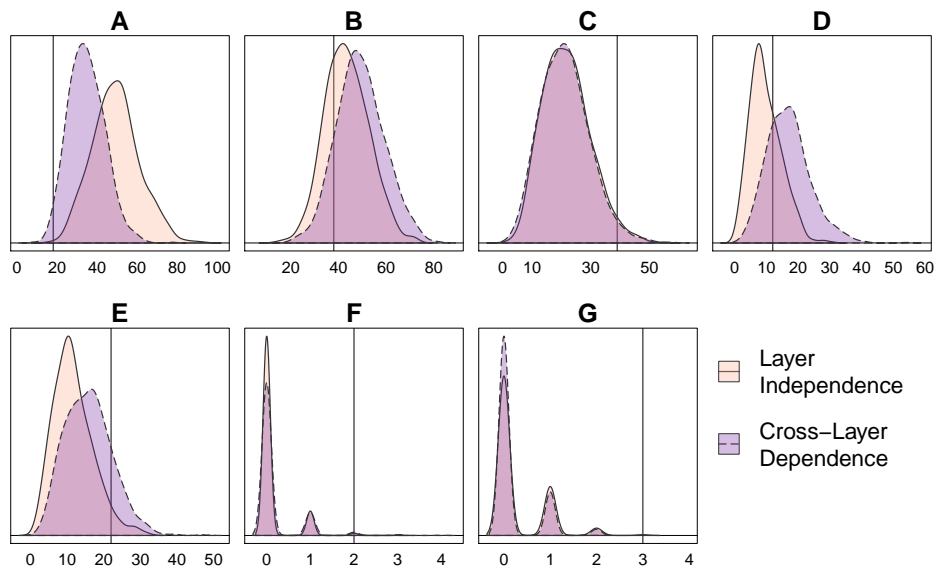 A
B
C
D
0 20 40 60 80 100
20 40 60 80
0 10 30 50
0 10 20 30 40 50 60
E
F
G
0 10 20 30 40 50
0 1 2 3 4
0 1 2 3 4
Layer
Independence
Cross−Layer
Dependence